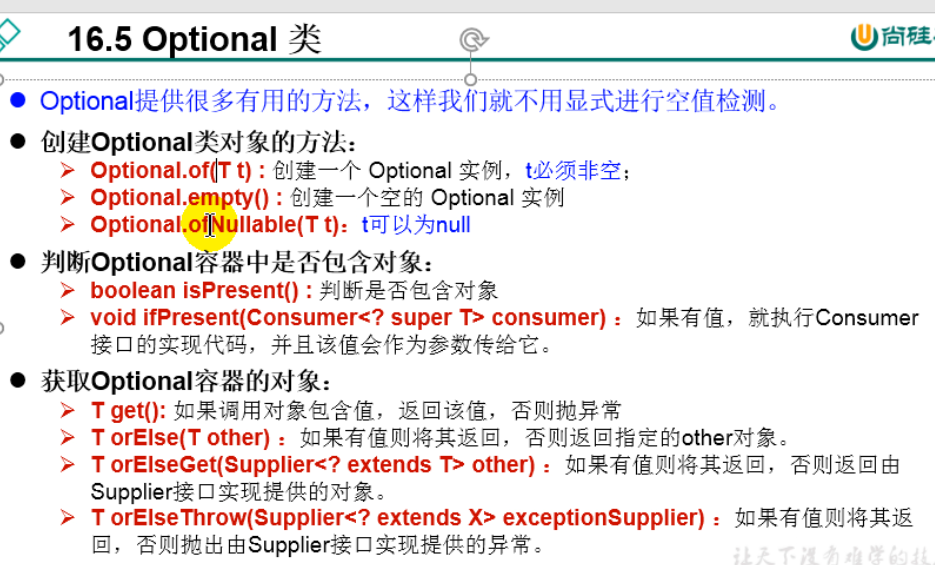 16.5 Optional 类
尚硅
Optional提供很多有用的方法，这样我们就不用显式进行空值检测。
创建Optional类对象的方法：
Optional.of(T t) : 创建一个 Optional 实例，t必须非空；
Optional.empty() : 创建一个空的 Optional 实例
Optional.ofNullable(T t)：t可以为null
判断Optional容器中是否包含对象：
boolean isPresent() : 判断是否包含对象
void ifPresent(Consumer<? super T> consumer) ：如果有值，就执行Consumer
接口的实现代码，并且该值会作为参数传给它。
获取Optional容器的对象：
T get(): 如果调用对象包含值，返回该值，否则抛异常
T orElse(T other) ：如果有值则将其返回，否则返回指定的other对象。
T orElseGet(Supplier<? extends T> other) ：如果有值则将其返回，否则返回由
Supplier接口实现提供的对象。
T orElseThrow(Supplier<? extends X> exceptionSupplier) ：如果有值则将其返
回，否则抛出由Supplier接口实现提供的异常。
让天下没有难学的技